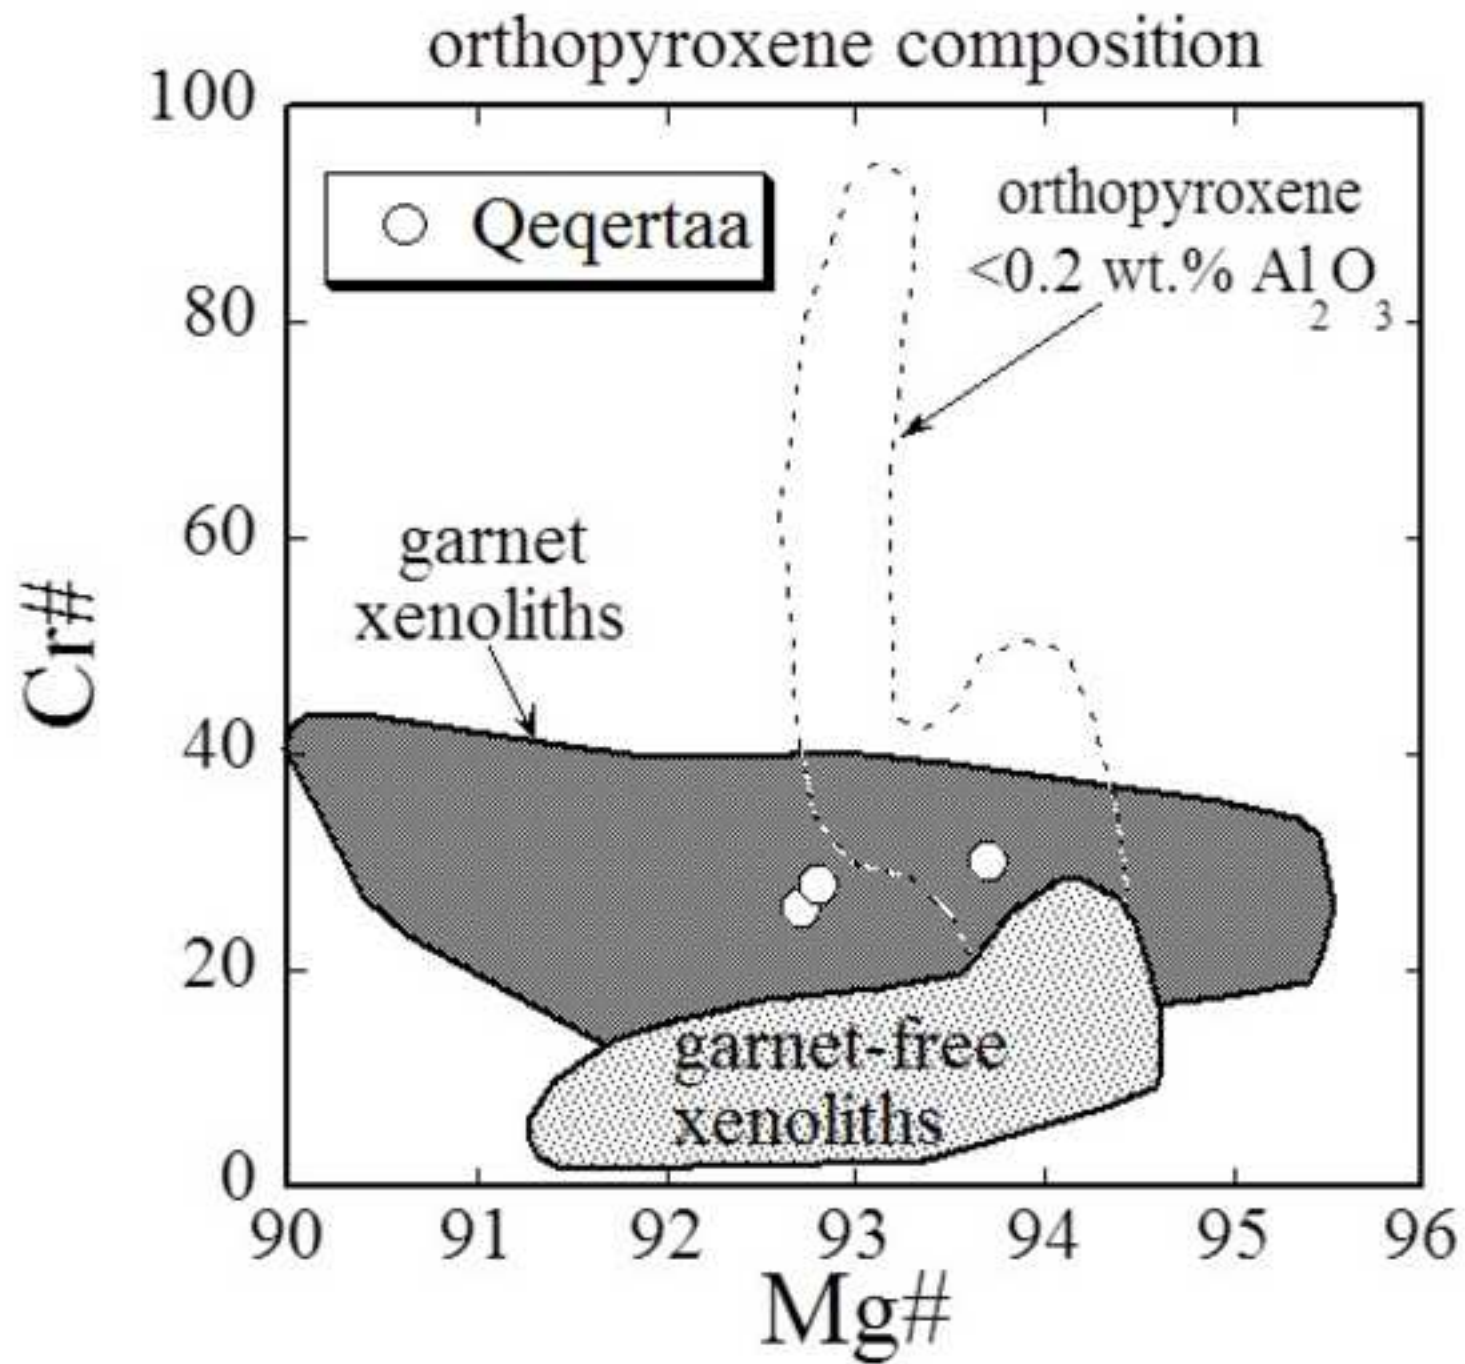 orthopyroxene composition
100
80
60
40
20
0
Cr#
Qeqertaa
orthopyroxene
<0.2 wt.% Al2O3
garnet
xenoliths
garnet-free
xenoliths
90 91 92 93 94 95 96
Mg#